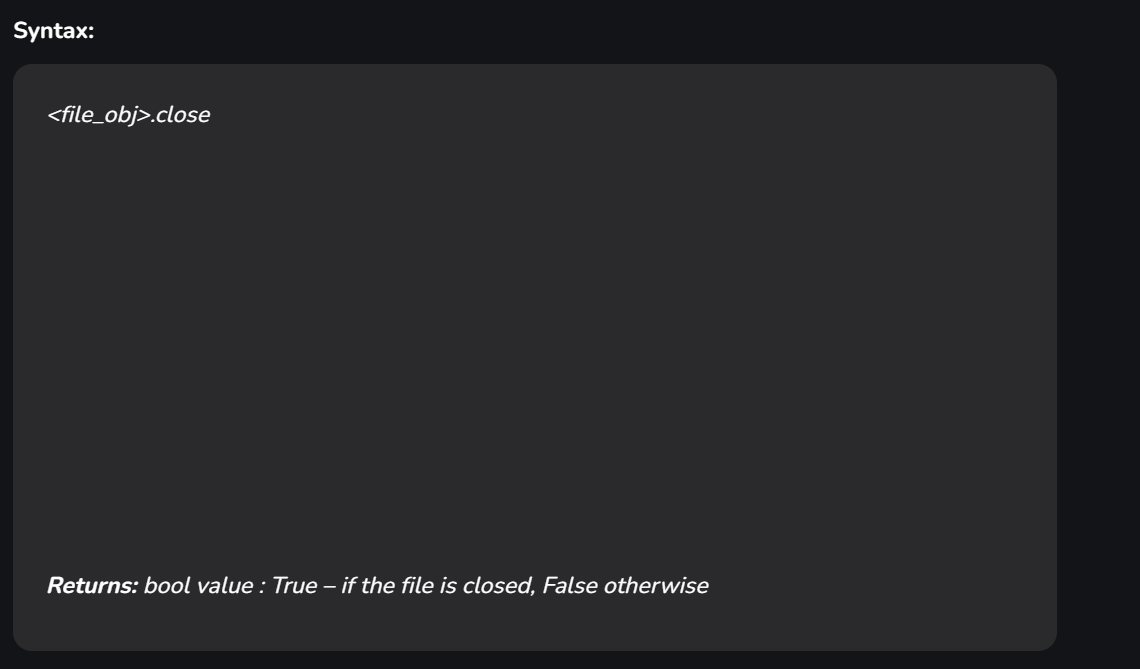 Syntax:
<file_obj>.close
Returns: bool value : True – if the file is closed, False otherwise